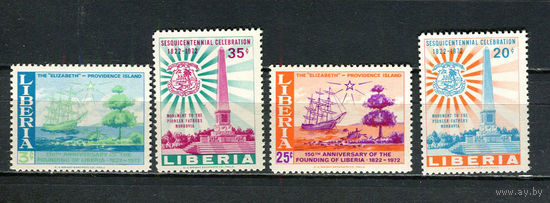 LIBERIA
THE "ELIZABETH" — PROVIDENCE ISLAND
3¢
150TH ANNIVERSARY OF THE
FOUNDING OF LIBERIA · 1822-1972
SESQUICENTENNIAL CELEBRATION
1822-1972
35¢
MONUMENT TO THE
PIONEER FATHERS
MONROVIA
LIBERIA
LIBERIA
THE "ELIZABETH" — PROVIDENCE ISLAND
25¢
150TH ANNIVERSARY OF THE
FOUNDING OF LIBERIA · 1822-1972
SESQUICENTENNIAL CELEBRATION
1822-1972
20¢
MONUMENT TO THE
PIONEER FATHERS
MONROVIA
LIBERIA
AY.BY